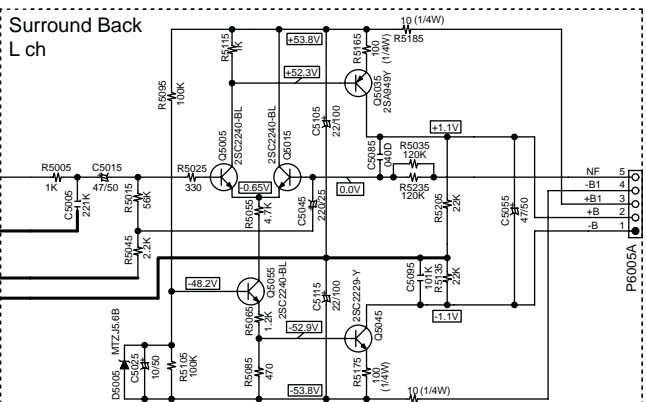 Surround Back
L ch
R5095
100K
R5115
1K
+53.8V
+52.3V
R5165
100
(1/4W)
10 (1/4W)
R5185
Q5035
2SA949Y
Q5005
2SC2240-BL
2SC2240-BL
Q5015
C5105
22/100
+1.1V
C5085
040D
R5035
120K
R5235
120K
R5005
1K
C5015
47/50
C5005
221K
R5015
56K
R5045
2.2K
R5025
330
-0.65V
R5055
4.7K
C5045
220/25
0.0V
R5205
22K
C5055
47/50
NF 5
-B1 4
+B1 3
+B 2
-B 1
P6005A
-48.2V
Q5055
2SC2240-BL
R5065
1.2K
C5115
22/100
2SC2229-Y
Q5045
C5095
101K
R5135
22K
-1.1V
-52.9V
MTZJ5.6B
D5005
C5025
10/50
R5105
100K
R5085
470
-53.8V
R5175
100
(1/4W)
10 (1/4W)